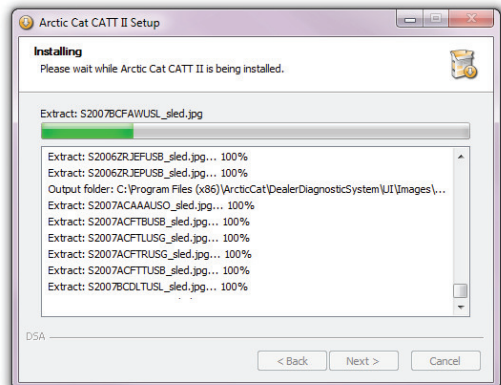 Arctic Cat CATT II Setup
Installing
Please wait while Arctic Cat CATT II is being installed.
Extract: S2007BCFAWUSL_sled.jpg
Extract: S2006ZRJEFUSB_sled.jpg... 100%
Extract: S2006ZRJEPUSB_sled.jpg... 100%
Output folder: C:\Program Files (x86)\ArcticCat\DealerDiagnosticSystem\UI\Images\...
Extract: S2007ACAAAUSO_sled.jpg... 100%
Extract: S2007ACFTBUSB_sled.jpg... 100%
Extract: S2007ACFTLUSG_sled.jpg... 100%
Extract: S2007ACFTRUSG_sled.jpg... 100%
Extract: S2007ACFTTUSB_sled.jpg... 100%
Extract: S2007BCDLTUSL_sled.jpg... 100%
DSA
< Back
Next >
Cancel